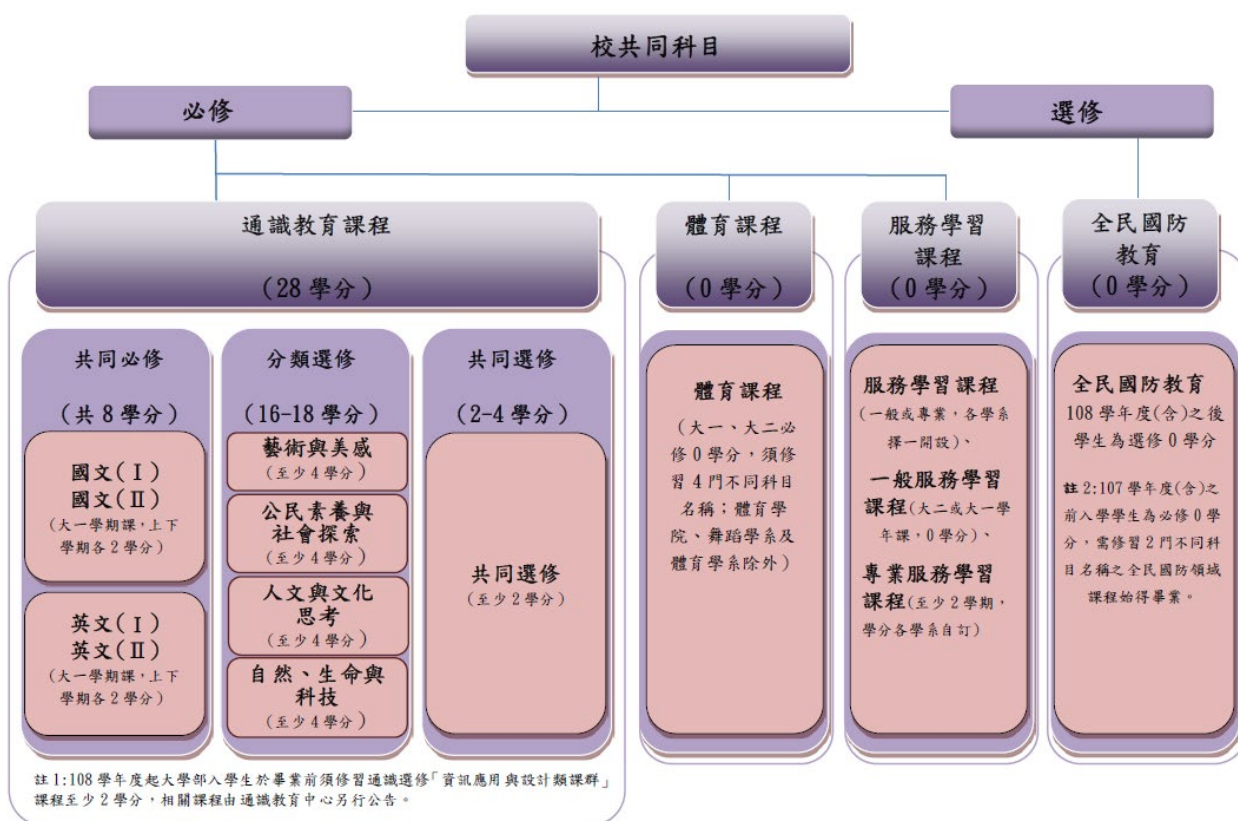 校共同科目
必修
選修
通識教育課程
(28 學分)
體育課程
(0 學分)
服務學習
課程
(0 學分)
全民國防
教育
(0 學分)
共同必修
(共 8 學分)
國文(Ⅰ)
國文(Ⅱ)
(大一學期課,上下
學期各 2 學分)
英文(Ⅰ)
英文(Ⅱ)
(大一學期課,上下
學期各 2 學分)
分類選修
(16-18 學分)
藝術與美感
(至少 4 學分)
公民素養與
社會探索
(至少 4 學分)
人文與文化
思考
(至少 4 學分)
自然、生命與
科技
(至少 4 學分)
共同選修
(2-4 學分)
共同選修
(至少 2 學分)
體育課程
(大一、大二必
修 0 學分,須修
習 4 門不同科目
名稱;體育學
院、舞蹈學系及
體育學系除外)
服務學習課程
(一般或專業,各學系
擇一開設)、
一般服務學習
課程(大二或大一學
年課,0 學分)、
專業服務學習
課程(至少 2 學期,
學分各學系自訂)
全民國防教育
108 學年度(含)之後
學生為選修 0 學分
註 2:107 學年度(含)之
前入學學生為必修 0 學
分,需修習 2 門不同科
目名稱之全民國防領域
課程始得畢業。
註 1:108 學年度起大學部入學生於畢業前須修習通識選修「資訊應用與設計類課群」
課程至少 2 學分,相關課程由通識教育中心另行公告。